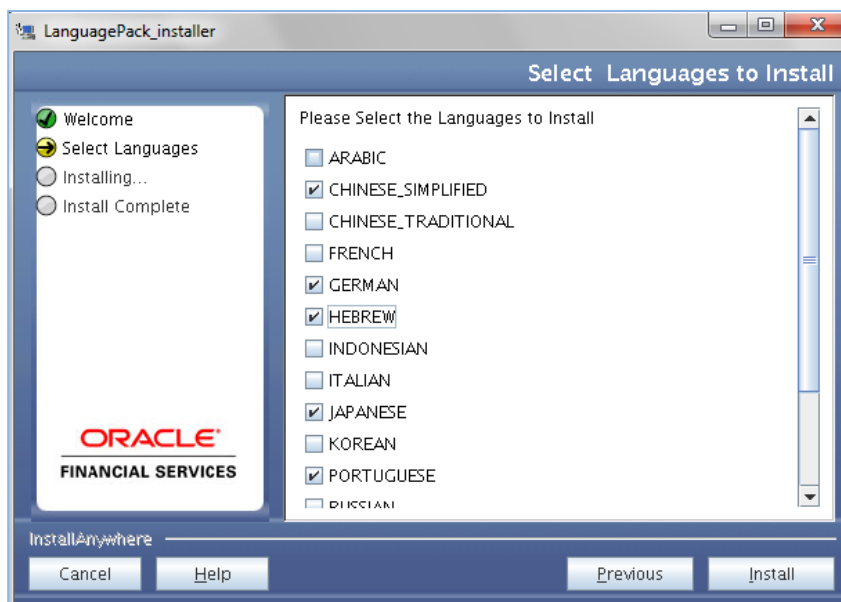 LanguagePack_installer
Select Languages to Install
Welcome
Select Languages
Installing...
Install Complete
ORACLE
FINANCIAL SERVICES
Please Select the Languages to Install
ARABIC
CHINESE_SIMPLIFIED
CHINESE_TRADITIONAL
FRENCH
GERMAN
HEBREW
INDONESIAN
ITALIAN
JAPANESE
KOREAN
PORTUGUESE
RUSSIAN
InstallAnywhere
Cancel
Help
Previous
Install